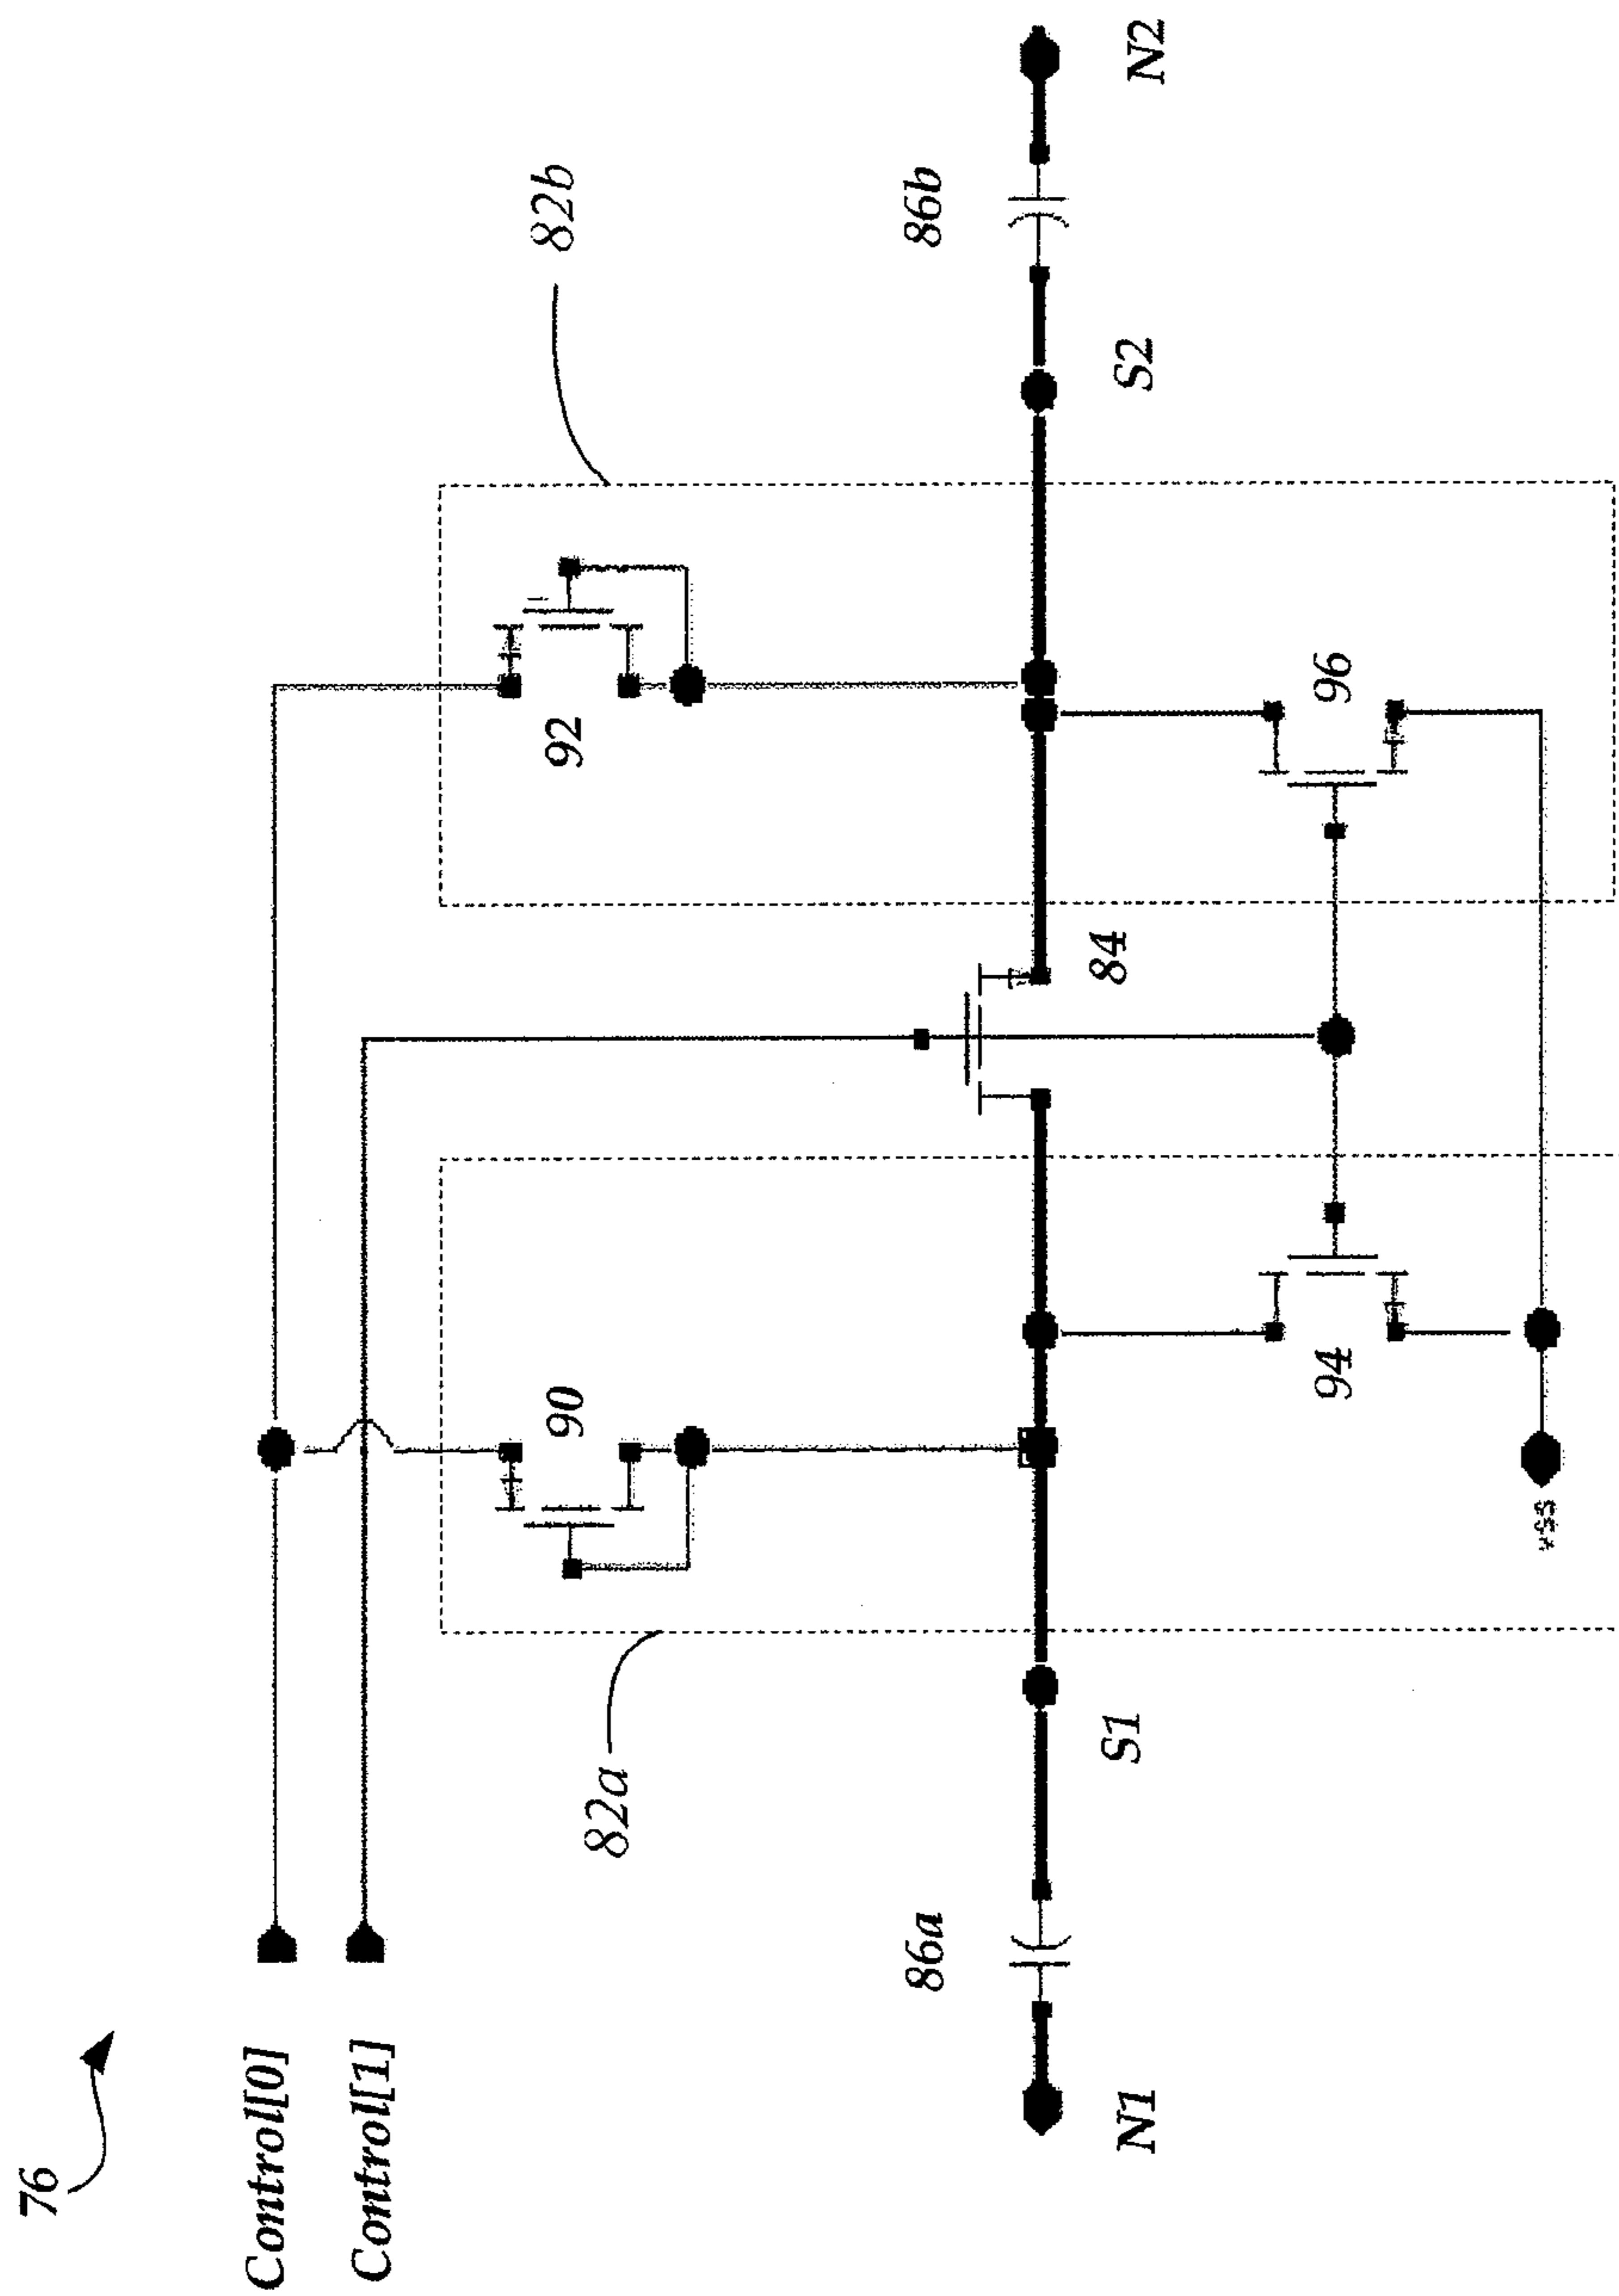 76
Control[0]
Control[1]
82a
82b
90
92
86a
86b
N1
S1
84
S2
N2
94
96
vss